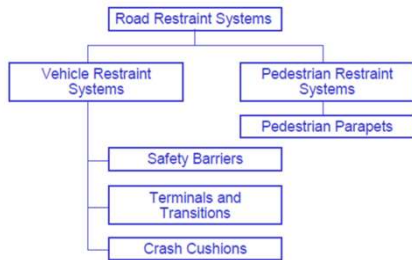 Road Restraint Systems
Vehicle Restraint
Systems
Pedestrian Restraint
Systems
Pedestrian Parapets
Safety Barriers
Terminals and
Transitions
Crash Cushions